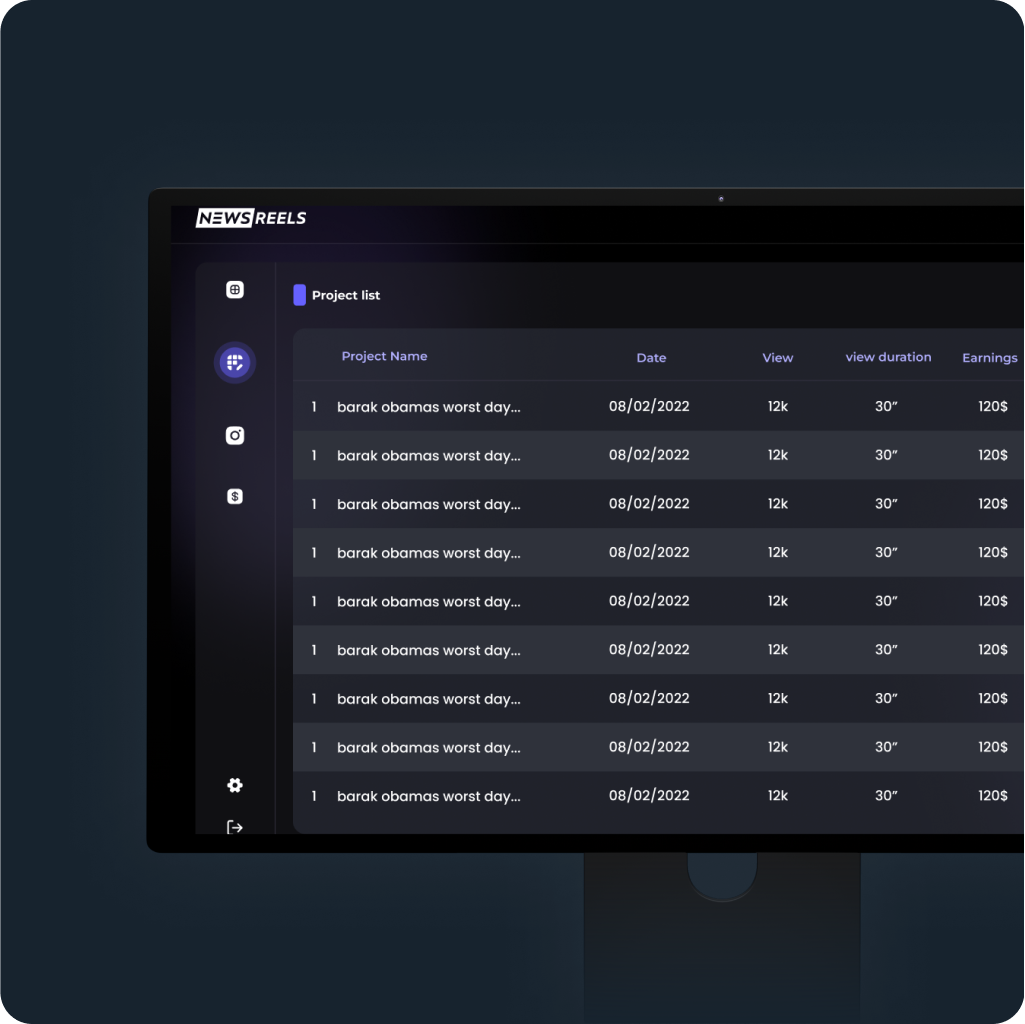 NEWSREELS
Project list
Project Name Date View view duration Earnings
1 barak obamas worst day... 08/02/2022 12k 30” 120$
1 barak obamas worst day... 08/02/2022 12k 30” 120$
1 barak obamas worst day... 08/02/2022 12k 30” 120$
1 barak obamas worst day... 08/02/2022 12k 30” 120$
1 barak obamas worst day... 08/02/2022 12k 30” 120$
1 barak obamas worst day... 08/02/2022 12k 30” 120$
1 barak obamas worst day... 08/02/2022 12k 30” 120$
1 barak obamas worst day... 08/02/2022 12k 30” 120$
1 barak obamas worst day... 08/02/2022 12k 30” 120$